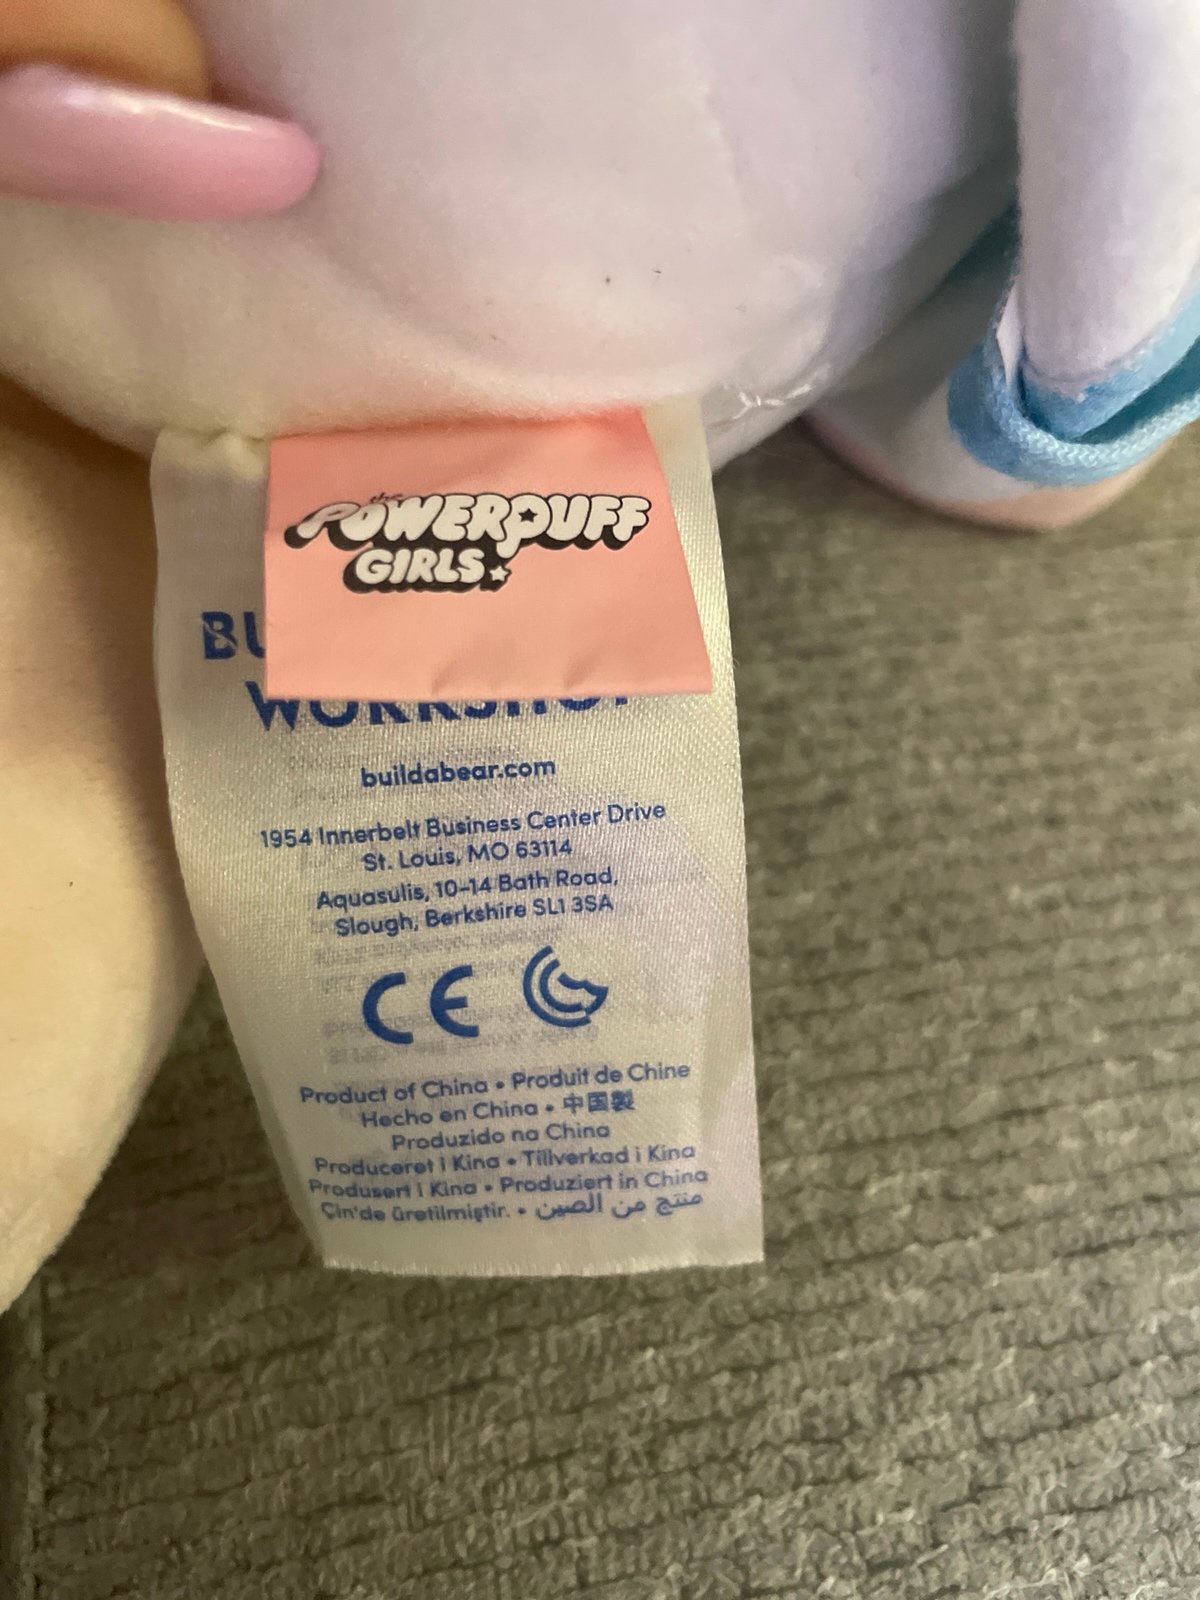 the
POWERPUFF
GIRLS
BU
WORKSHOP
buildabear.com
1954 Innerbelt Business Center Drive
St. Louis, MO 63114
Aquasulis, 10-14 Bath Road,
Slough, Berkshire SL1 3SA
CE
Product of China • Produit de Chine
Hecho en China • 中国製
Produzido na China
Produceret i Kina • Tillverkad i Kina
Produsert i Kina • Produziert in China
Çin'de üretilmiştir. • منتج من الصين